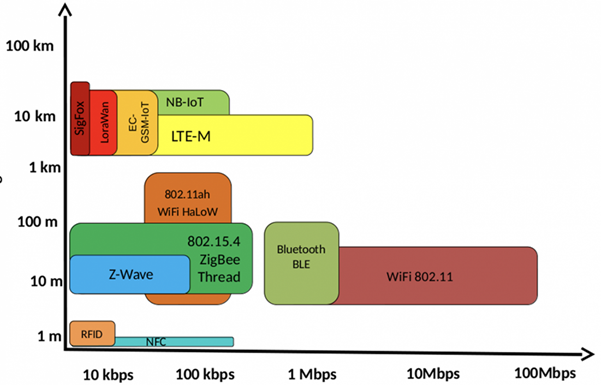 100 km
10 km
1 km
100 m
10 m
1 m
SigFox
LoraWan
EC-
GSM-IoT
NB-IoT
LTE-M
802.11ah
WiFi HaLoW
802.15.4
ZigBee
Thread
Z-Wave
Bluetooth
BLE
WiFi 802.11
RFID
NFC
10 kbps
100 kbps
1 Mbps
10Mbps
100Mbps